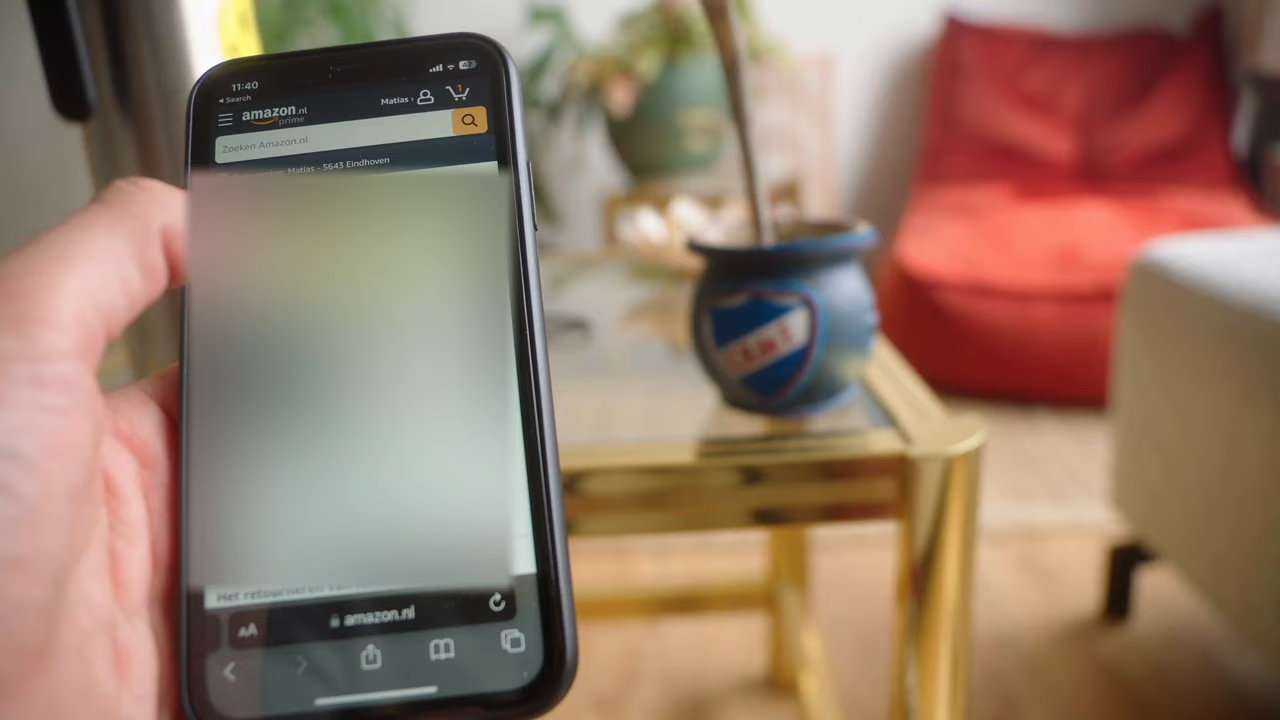 11:40
Search
amazon.nl
prime
Matias ›
1
Zoeken Amazon.nl
Matias - 5643 Eindhoven
Het retourneren
AA
amazon.nl